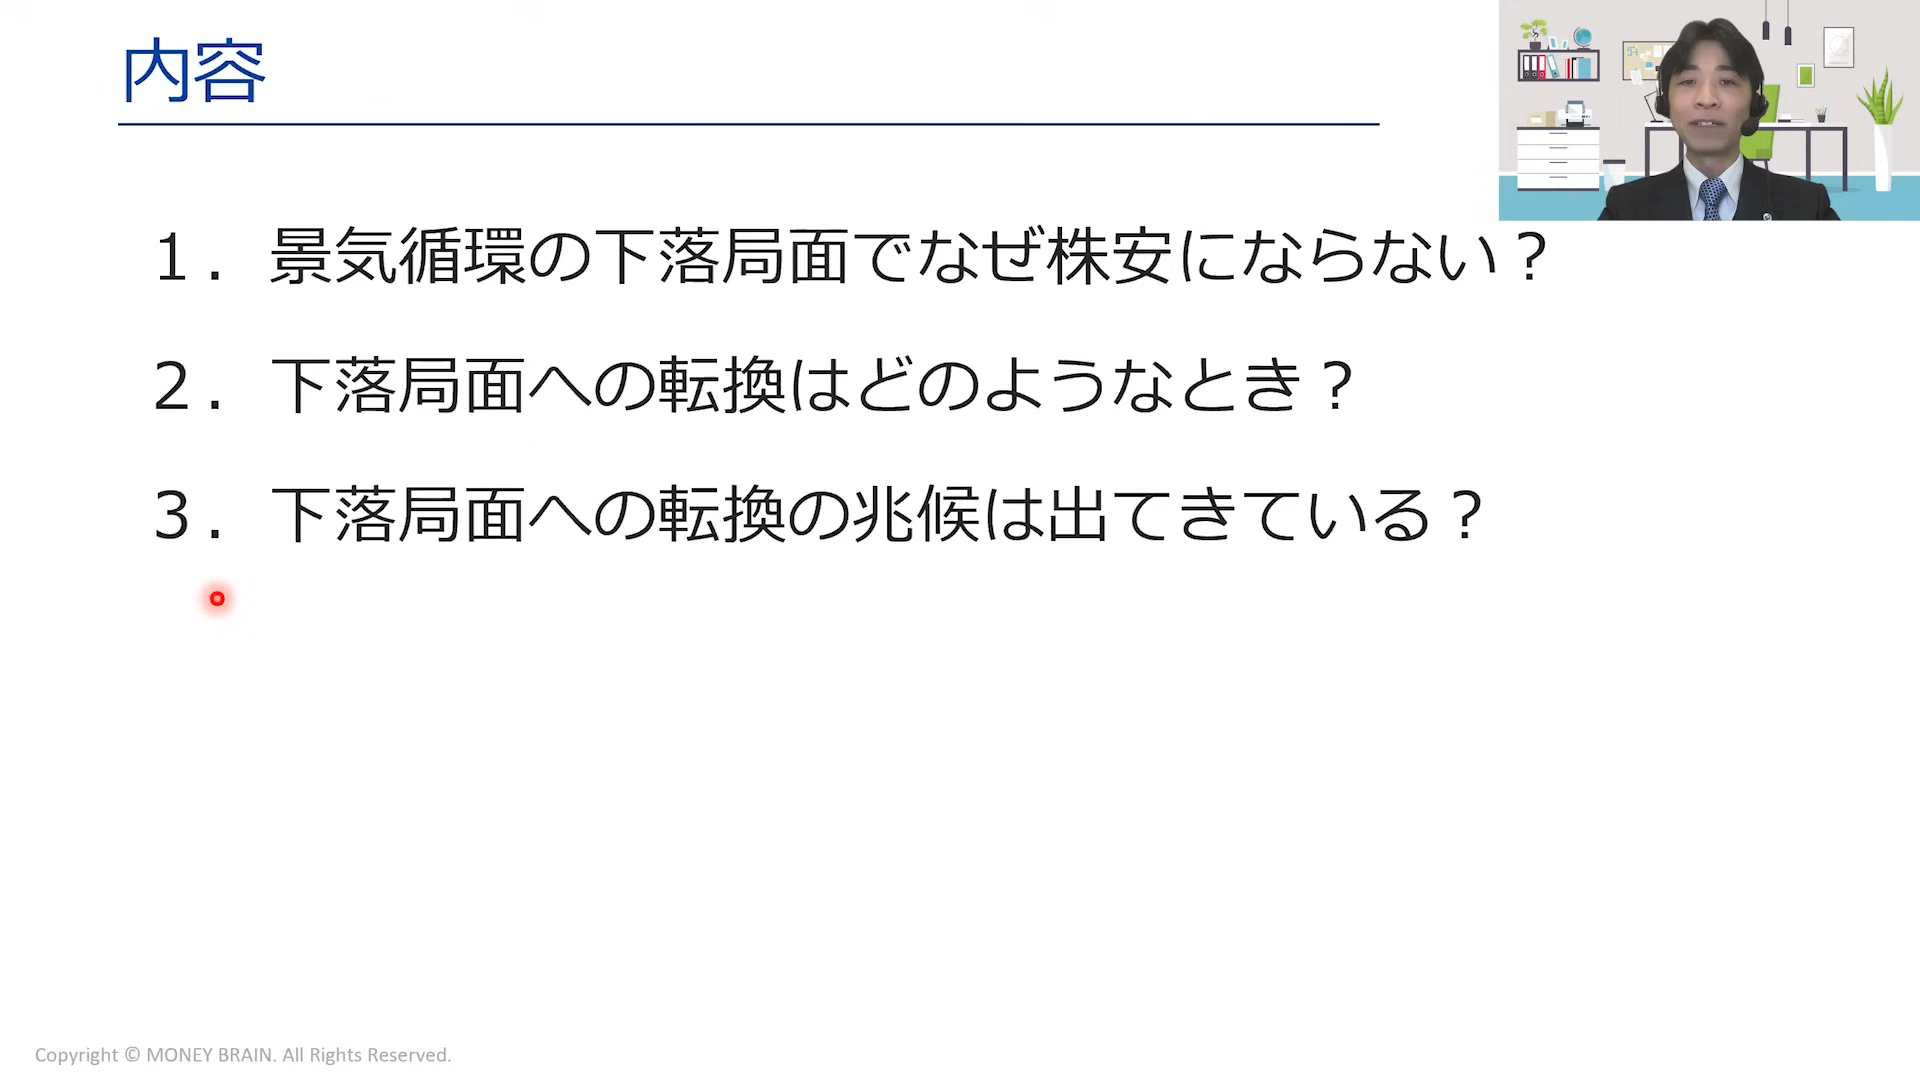 内容
１．景気循環の下落局面でなぜ株安にならない？
２．下落局面への転換はどのようなとき？
３．下落局面への転換の兆候は出てきている？
Copyright © MONEY BRAIN. All Rights Reserved.